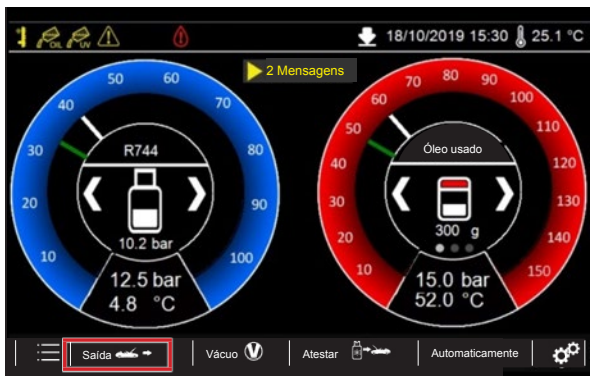 OIL UV 18/10/2019 15:30 25.1 °C
2 Mensagens
10 20 30 40 50 60 70 80 90 100
R744
10.2 bar
12.5 bar
4.8 °C
10 20 30 40 50 60 70 80 90 100 110 120 130 140 150
Óleo usado
300 g
15.0 bar
52.0 °C
Saída Vácuo V Atestar Automaticamente